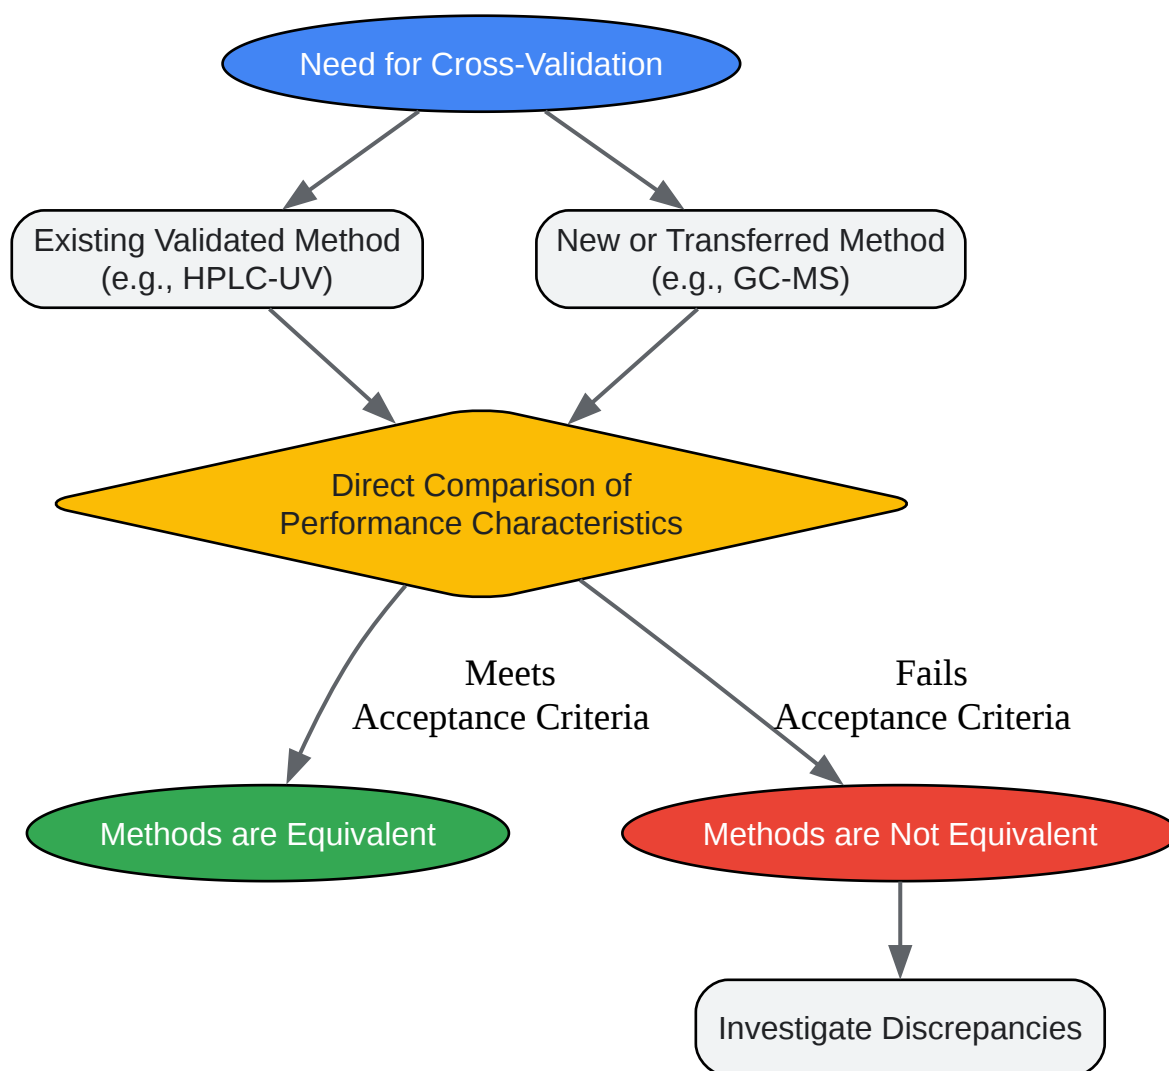 Need for Cross-Validation
Existing Validated Method
(e.g., HPLC-UV)
New or Transferred Method
(e.g., GC-MS)
Direct Comparison of
Performance Characteristics
Meets
Acceptance Criteria
Fails
Acceptance Criteria
Methods are Equivalent
Methods are Not Equivalent
Investigate Discrepancies